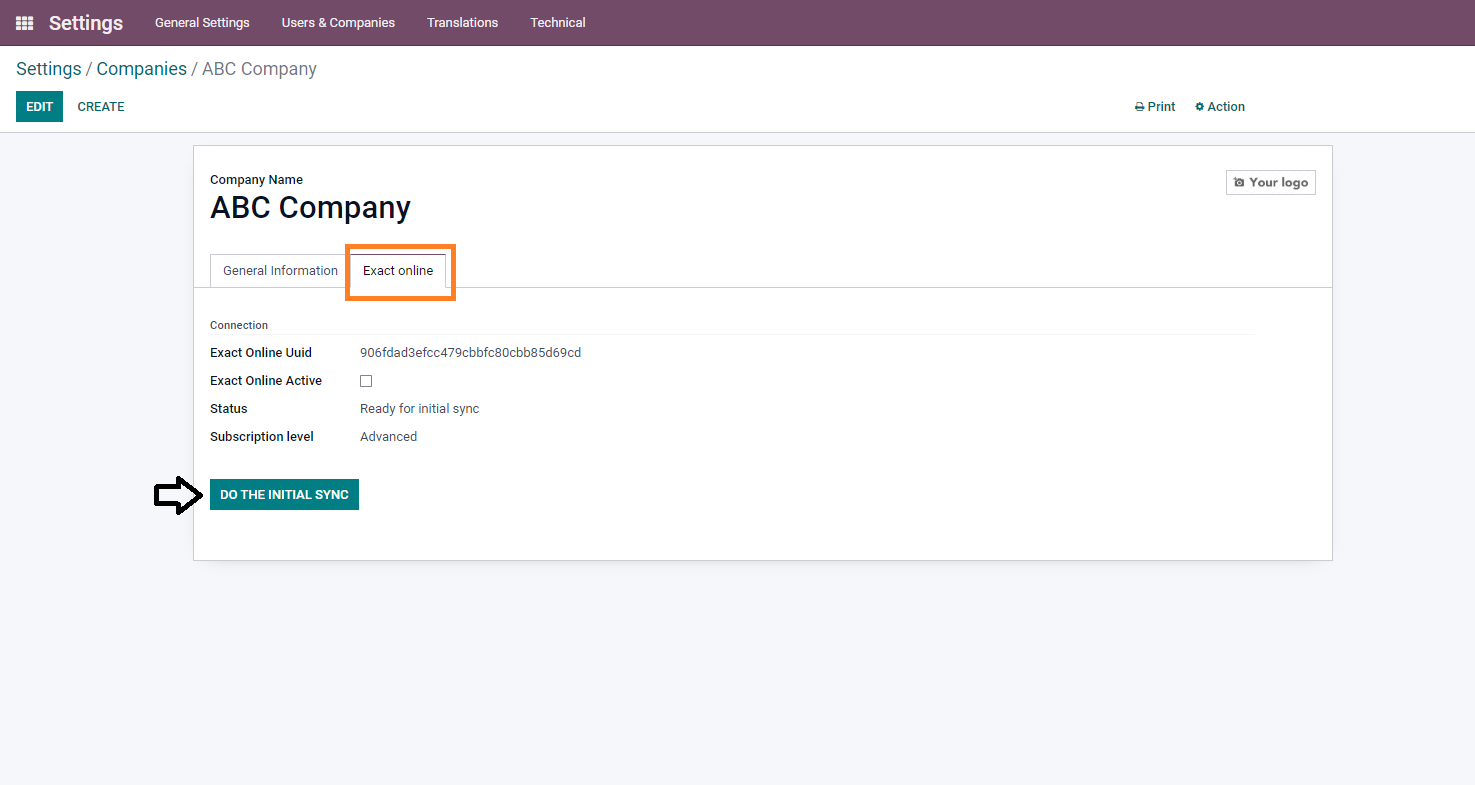 Settings General Settings Users & Companies Translations Technical
Settings / Companies / ABC Company
EDIT CREATE Print Action
Company Name
Your logo
ABC Company
General Information Exact online
Connection
Exact Online Uuid 906fdad3efcc479cbbfc80cbb85d69cd
Exact Online Active
Status Ready for initial sync
Subscription level Advanced
DO THE INITIAL SYNC